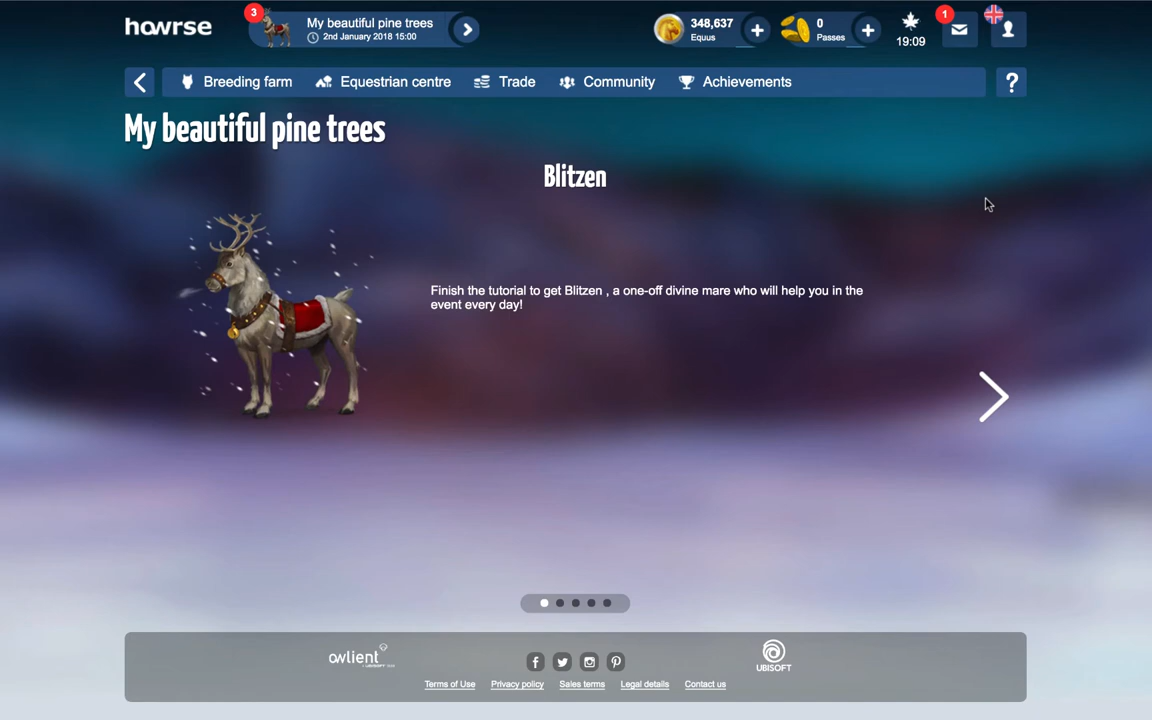 howrse
3
My beautiful pine trees
2nd January 2018 15:00
348,637
Equus
0
Passes
19:09
1
Breeding farm
Equestrian centre
Trade
Community
Achievements
?
My beautiful pine trees
Blitzen
Finish the tutorial to get Blitzen , a one-off divine mare who will help you in the
event every day!
owlient
UBISOFT
Terms of Use
Privacy policy
Sales terms
Legal details
Contact us